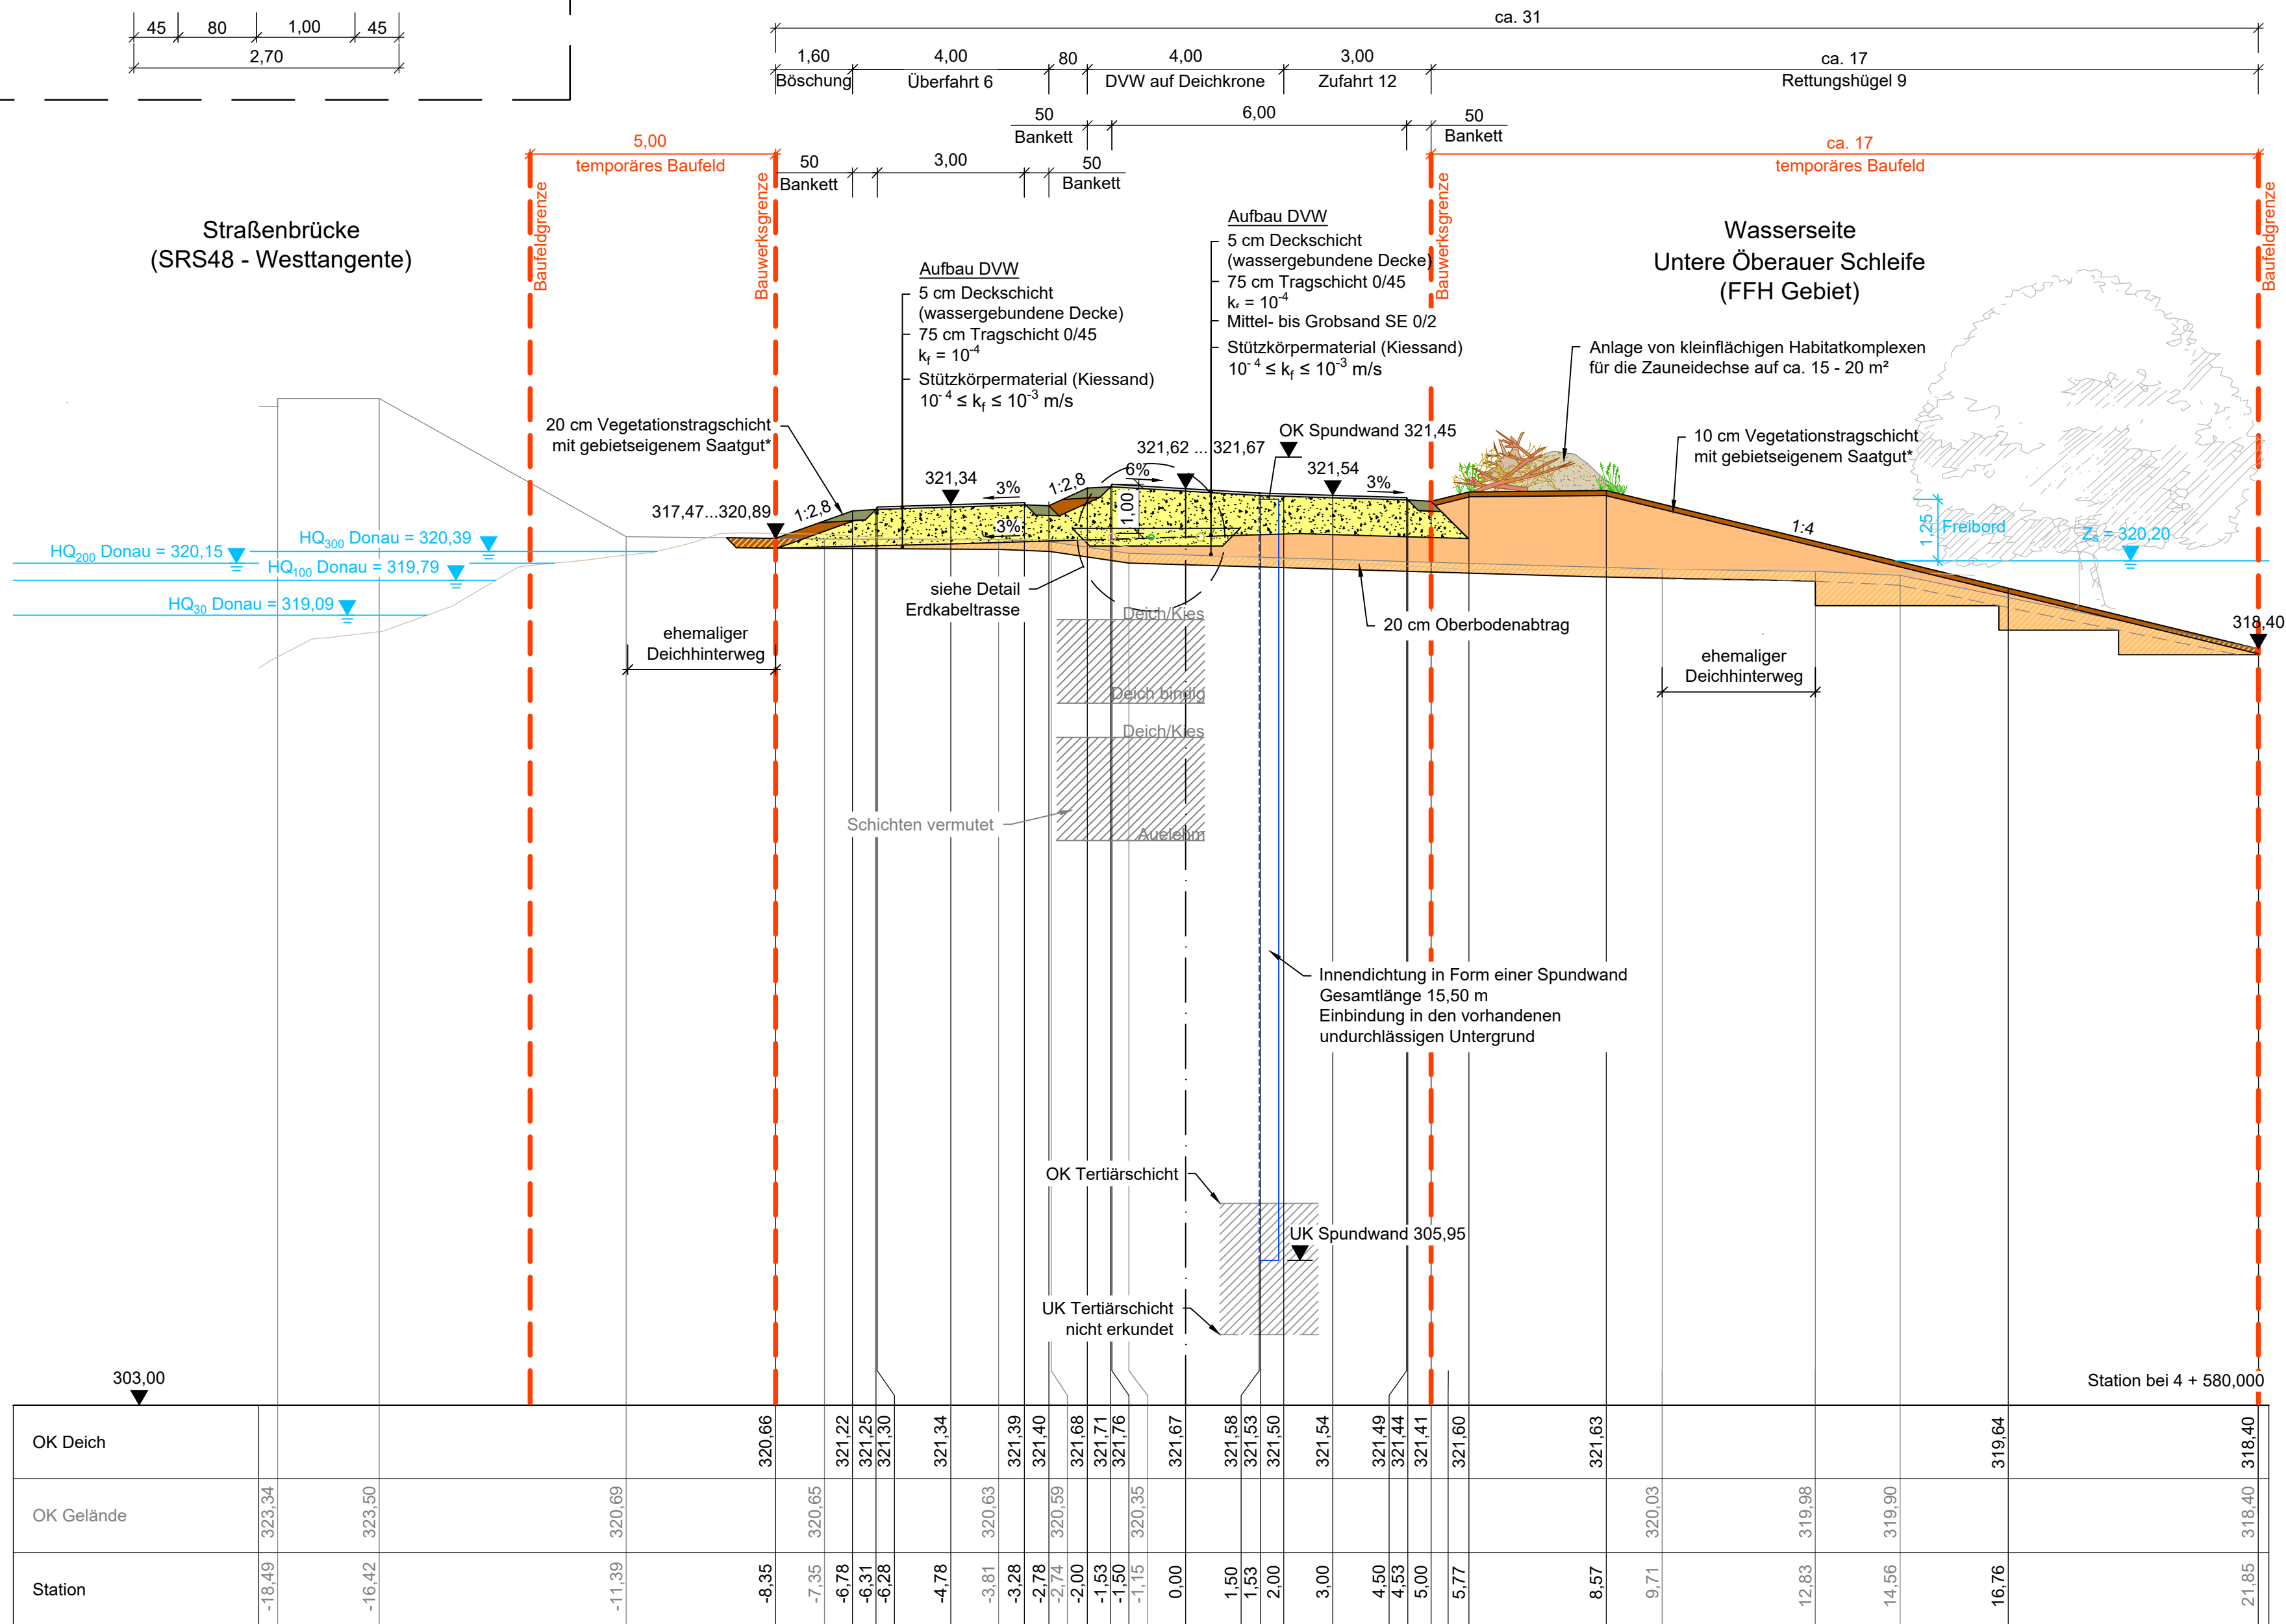 45 80 1,00 45
2,70
ca. 31
1,60 4,00 80 4,00 3,00 ca. 17
Böschung Überfahrt 6 DVW auf Deichkrone Zufahrt 12 Rettungshügel 9
50 6,00 50
Bankett Bankett
5,00 ca. 17
temporäres Baufeld temporäres Baufeld
50 3,00 50
Bankett Bankett
Baufeldgrenze
Bauwerksgrenze
Bauwerksgrenze
Baufeldgrenze
Straßenbrücke
(SRS48 - Westtangente)
Wasserseite
Untere Öberauer Schleife
(FFH Gebiet)
Aufbau DVW
5 cm Deckschicht
(wassergebundene Decke)
75 cm Tragschicht 0/45
kf = 10-4
Stützkörpermaterial (Kiessand)
10-4 ≤ kf ≤ 10-3 m/s
Aufbau DVW
5 cm Deckschicht
(wassergebundene Decke)
75 cm Tragschicht 0/45
kf = 10-4
Mittel- bis Grobsand SE 0/2
Stützkörpermaterial (Kiessand)
10-4 ≤ kf ≤ 10-3 m/s
Anlage von kleinflächigen Habitatkomplexen
für die Zauneidechse auf ca. 15 - 20 m²
20 cm Vegetationstragschicht
mit gebietseigenem Saatgut*
10 cm Vegetationstragschicht
mit gebietseigenem Saatgut*
OK Spundwand 321,45
321,62 ... 321,67
6%
321,34
3%
1:2,8
321,54
3%
317,47...320,89
1:2,8
1,00
3%
1:4
1,25
Freibord
ZS = 320,20
HQ300 Donau = 320,39
HQ200 Donau = 320,15
HQ100 Donau = 319,79
HQ30 Donau = 319,09
siehe Detail
Erdkabeltrasse
20 cm Oberbodenabtrag
318,40
ehemaliger
Deichhinterweg
ehemaliger
Deichhinterweg
Deich/Kies
Deich bindig
Deich/Kies
Schichten vermutet
Auelehm
Innendichtung in Form einer Spundwand
Gesamtlänge 15,50 m
Einbindung in den vorhandenen
undurchlässigen Untergrund
OK Tertiärschicht
UK Spundwand 305,95
UK Tertiärschicht
nicht erkundet
303,00
Station bei 4 + 580,000
OK Deich 320,66 321,22 321,25 321,30 321,34 321,39 321,40 321,68 321,71 321,76 321,67 321,58 321,53 321,50 321,54 321,49 321,44 321,41 321,60 321,63 319,64 318,40
OK Gelände 323,34 323,50 320,69 320,65 320,63 320,59 320,35 320,03 319,98 319,90 318,40
Station -18,49 -16,42 -11,39 -8,35 -7,35 -6,78 -6,31 -6,28 -4,78 -3,81 -3,28 -2,78 -2,74 -2,00 -1,53 -1,50 -1,15 0,00 1,50 1,53 2,00 3,00 4,50 4,53 5,00 5,77 8,57 9,71 12,83 14,56 16,76 21,85